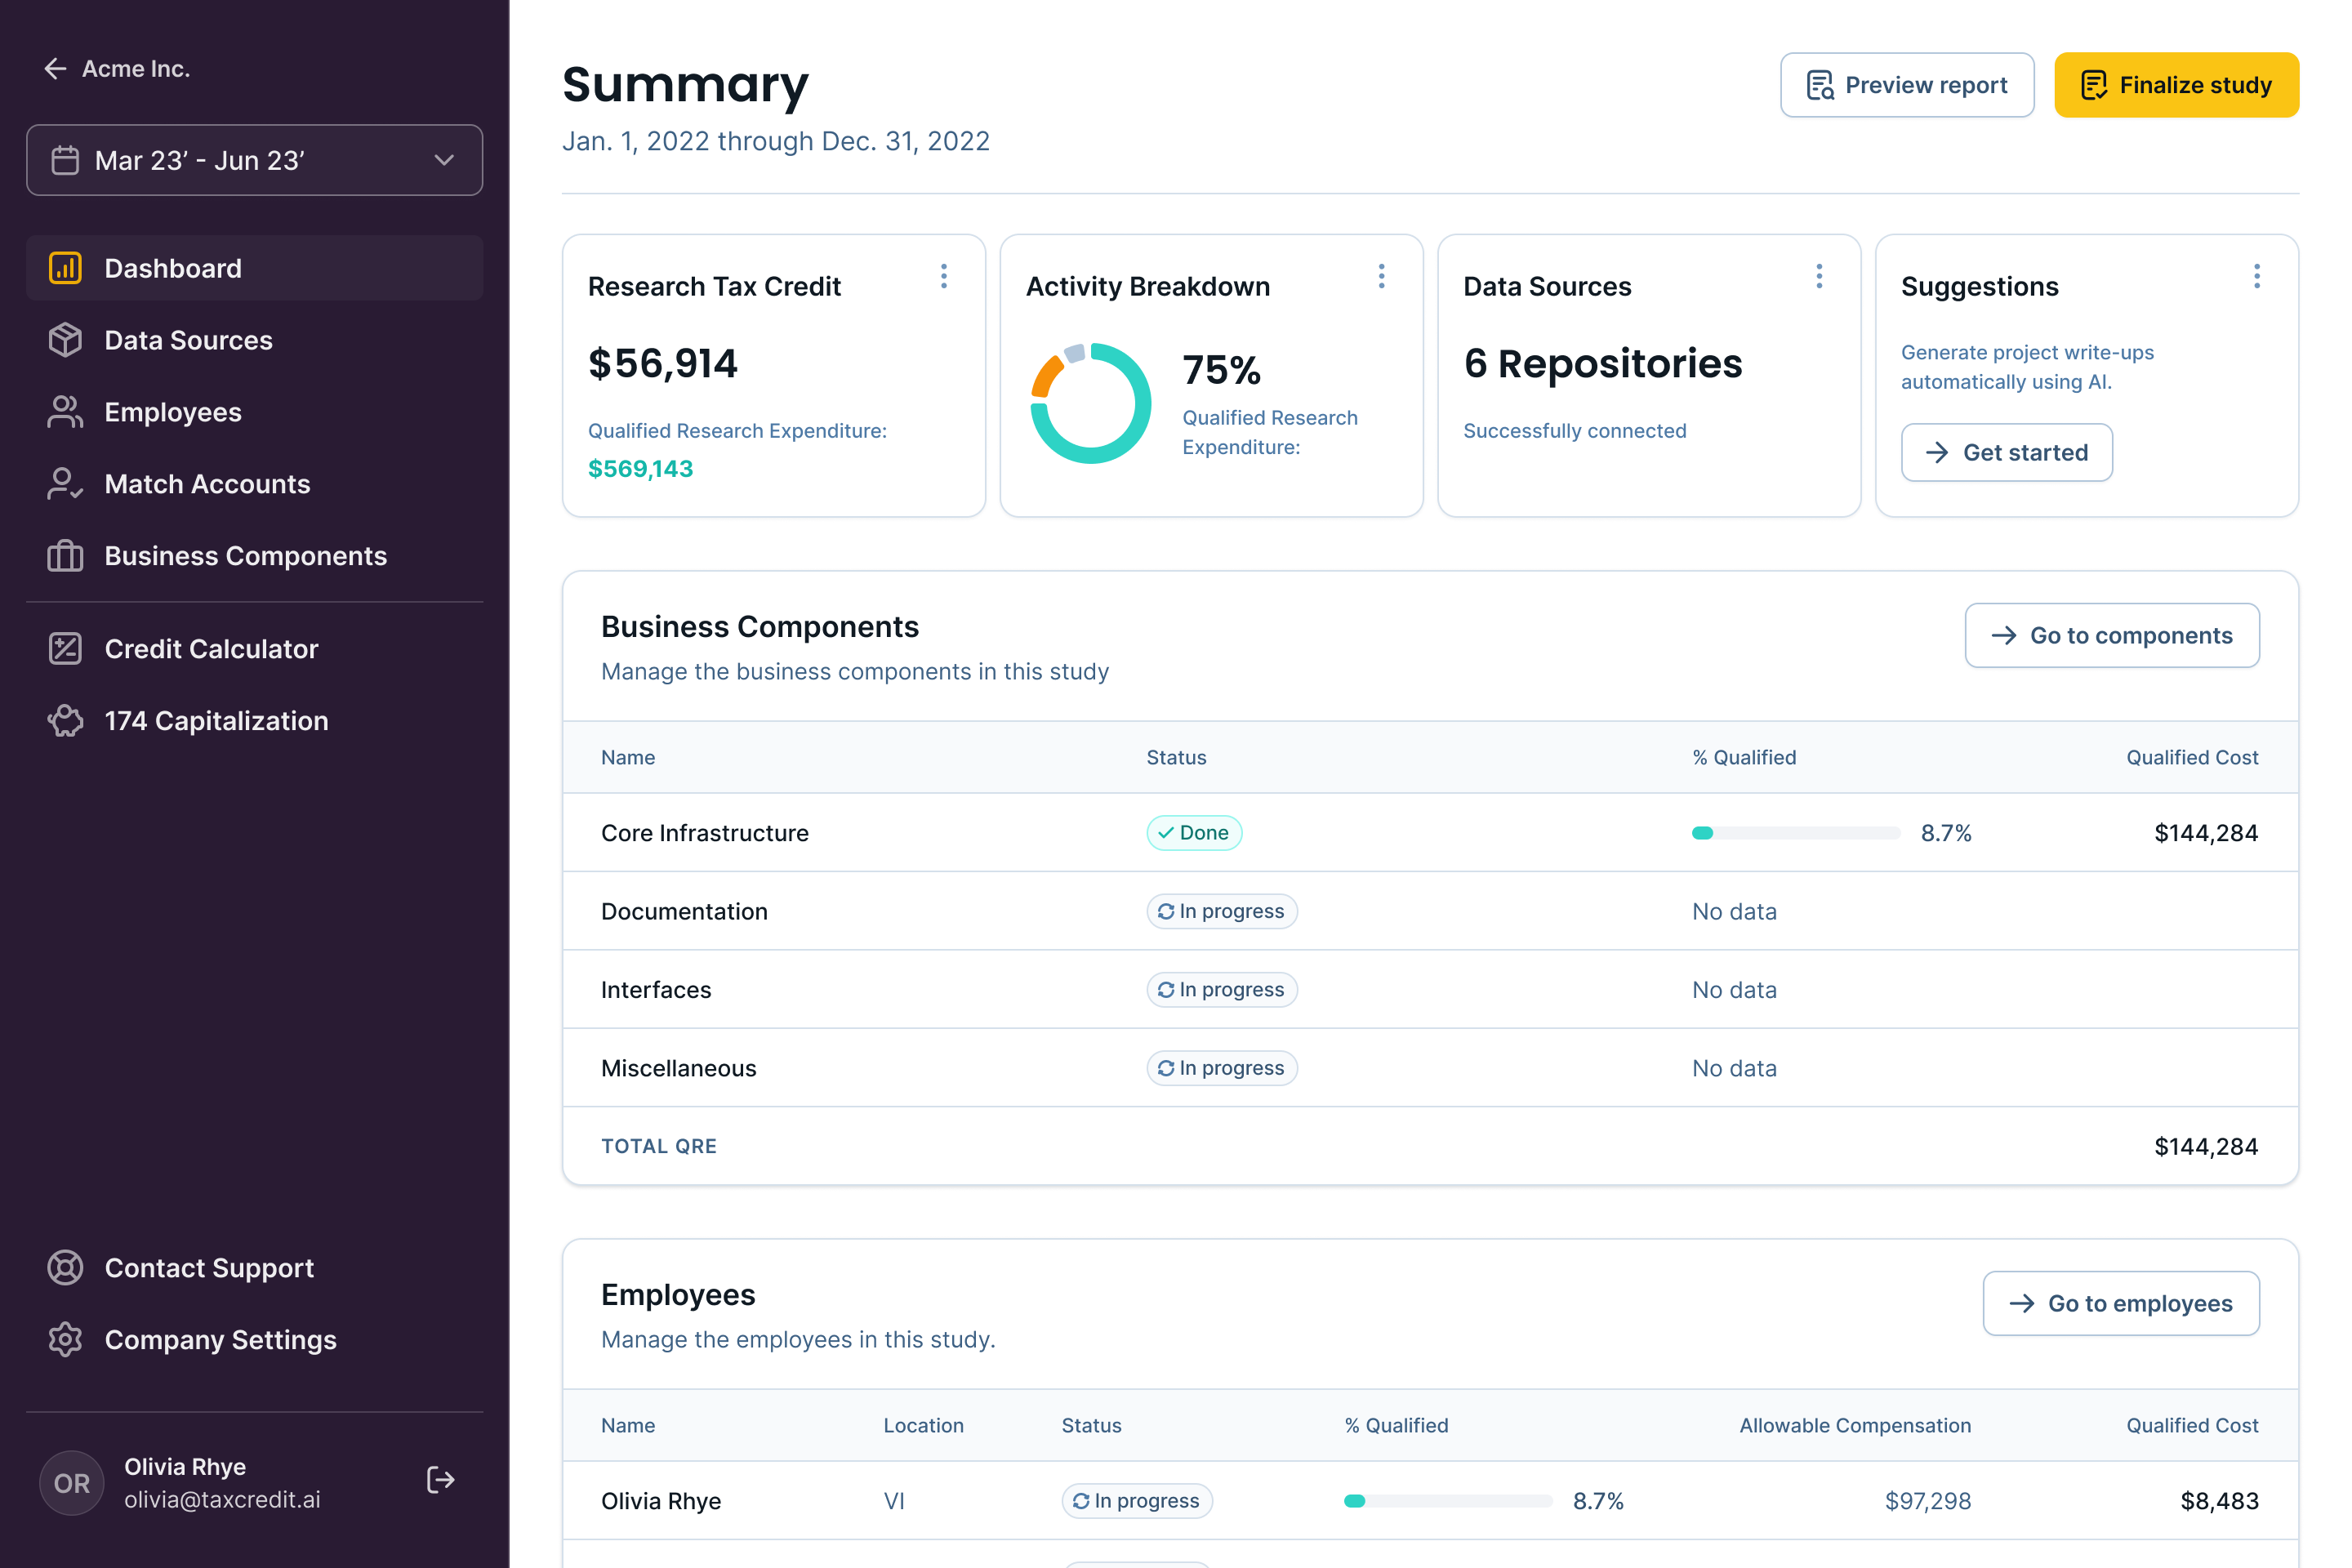 Acme Inc.
Mar 23’ - Jun 23’
Dashboard
Data Sources
Employees
Match Accounts
Business Components
Credit Calculator
174 Capitalization
Contact Support
Company Settings
OR
Olivia Rhye
olivia@taxcredit.ai
Summary
Jan. 1, 2022 through Dec. 31, 2022
Preview report
Finalize study
Research Tax Credit
$56,914
Qualified Research Expenditure:
$569,143
Activity Breakdown
75%
Qualified Research
Expenditure:
Data Sources
6 Repositories
Successfully connected
Suggestions
Generate project write-ups
automatically using AI.
Get started
Business Components
Manage the business components in this study
Go to components
Name Status % Qualified Qualified Cost
Core Infrastructure Done 8.7% $144,284
Documentation In progress No data
Interfaces In progress No data
Miscellaneous In progress No data
TOTAL QRE $144,284
Employees
Manage the employees in this study.
Go to employees
Name Location Status % Qualified Allowable Compensation Qualified Cost
Olivia Rhye VI In progress 8.7% $97,298 $8,483